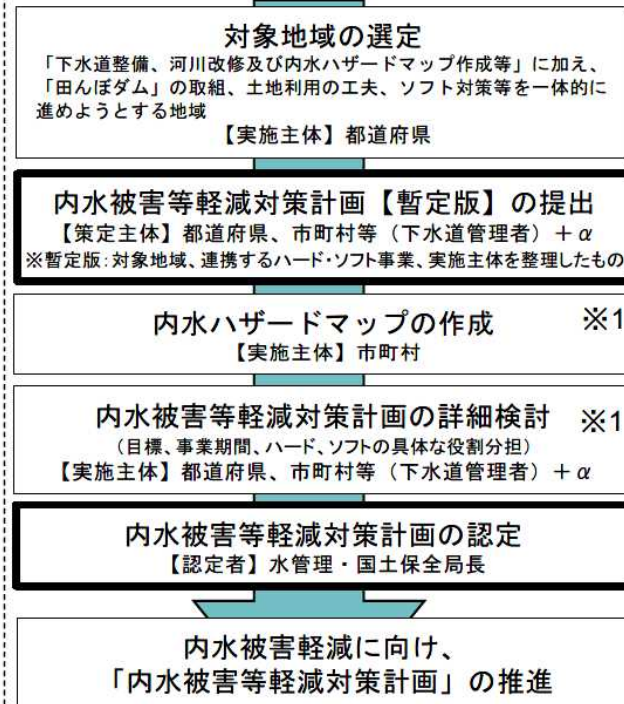 対象地域の選定
「下水道整備、河川改修及び内水ハザードマップ作成等」に加え、
「田んぼダム」の取組、土地利用の工夫、ソフト対策等を一体的に
進めようとする地域
【実施主体】都道府県
内水被害等軽減対策計画【暫定版】の提出
【策定主体】都道府県、市町村等（下水道管理者）＋α
※暫定版：対象地域、連携するハード・ソフト事業、実施主体を整理したもの
内水ハザードマップの作成 ※1
【実施主体】市町村
内水被害等軽減対策計画の詳細検討 ※1
（目標、事業期間、ハード、ソフトの具体な役割分担）
【実施主体】都道府県、市町村等（下水道管理者）＋α
内水被害等軽減対策計画の認定
【認定者】水管理・国土保全局長
内水被害軽減に向け、
「内水被害等軽減対策計画」の推進